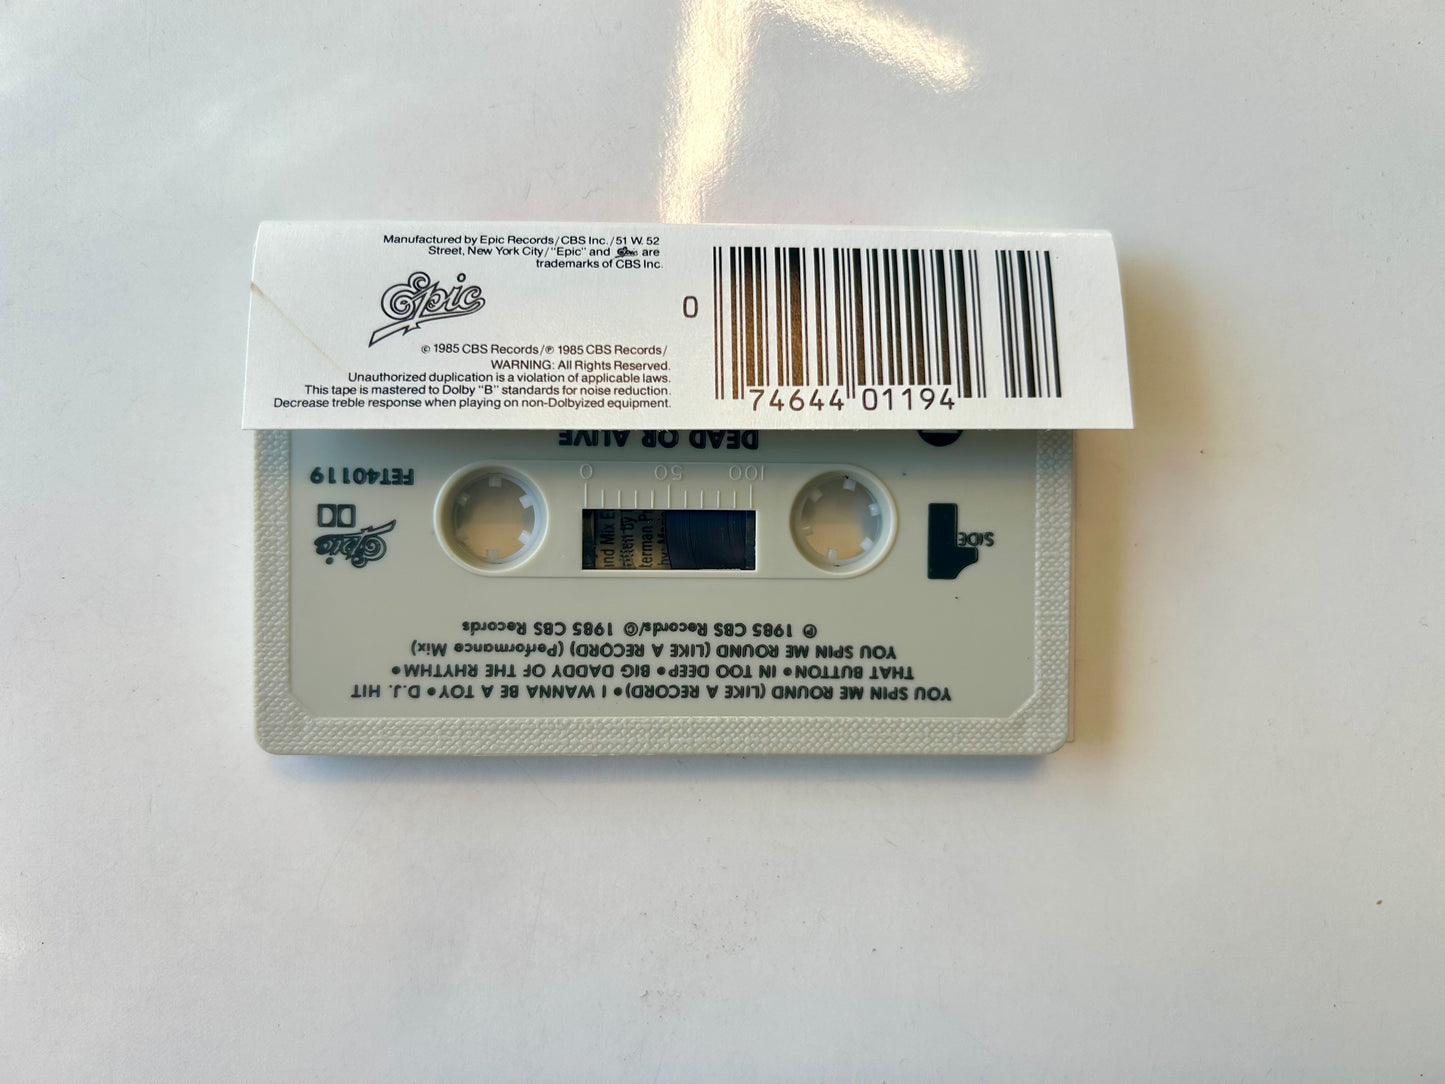 Manufactured by Epic Records/CBS Inc./51 W. 52
Street, New York City/"Epic" and Epic are
trademarks of CBS Inc.
Epic
© 1985 CBS Records/℗ 1985 CBS Records/
WARNING: All Rights Reserved.
Unauthorized duplication is a violation of applicable laws.
This tape is mastered to Dolby "B" standards for noise reduction.
Decrease treble response when playing on non-Dolbyized equipment.
0 74644 01194
YOU SPIN ME ROUND (LIKE A RECORD) • I WANNA BE A TOY • D.J. HIT
THAT BUTTON • IN TOO DEEP • BIG DADDY OF THE RHYTHM •
YOU SPIN ME ROUND (LIKE A RECORD) (Performance Mix)
℗ 1985 CBS Records/© 1985 CBS Records
Epic
SIDE 1
100 50 0
FET40119
DEAD OR ALIVE